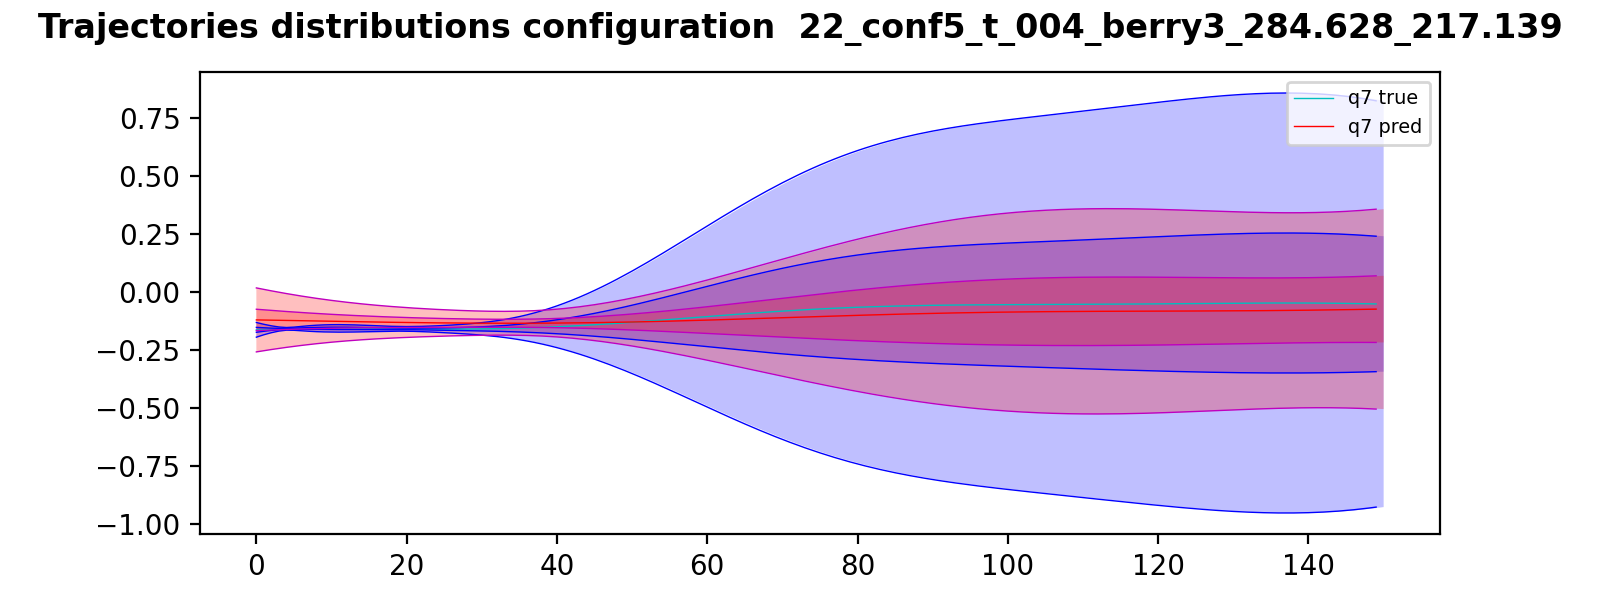 Trajectories distributions configuration  22_conf5_t_004_berry3_284.628_217.139
q7 true
q7 pred
0.75
0.50
0.25
0.00
−0.25
−0.50
−0.75
−1.00
0 20 40 60 80 100 120 140